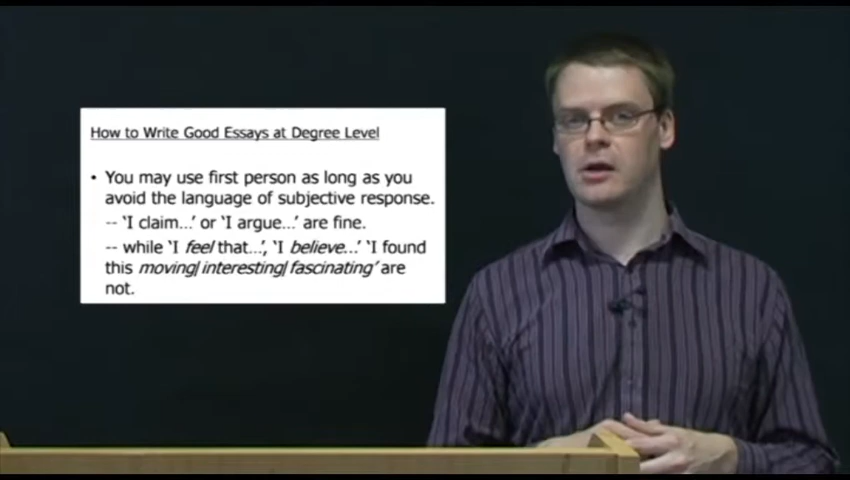 How to Write Good Essays at Degree Level
• You may use first person as long as you
avoid the language of subjective response.
-- ‘I claim...’ or ‘I argue...’ are fine.
-- while ‘I feel that...’, ‘I believe...’ ‘I found
this moving| interesting| fascinating’ are
not.